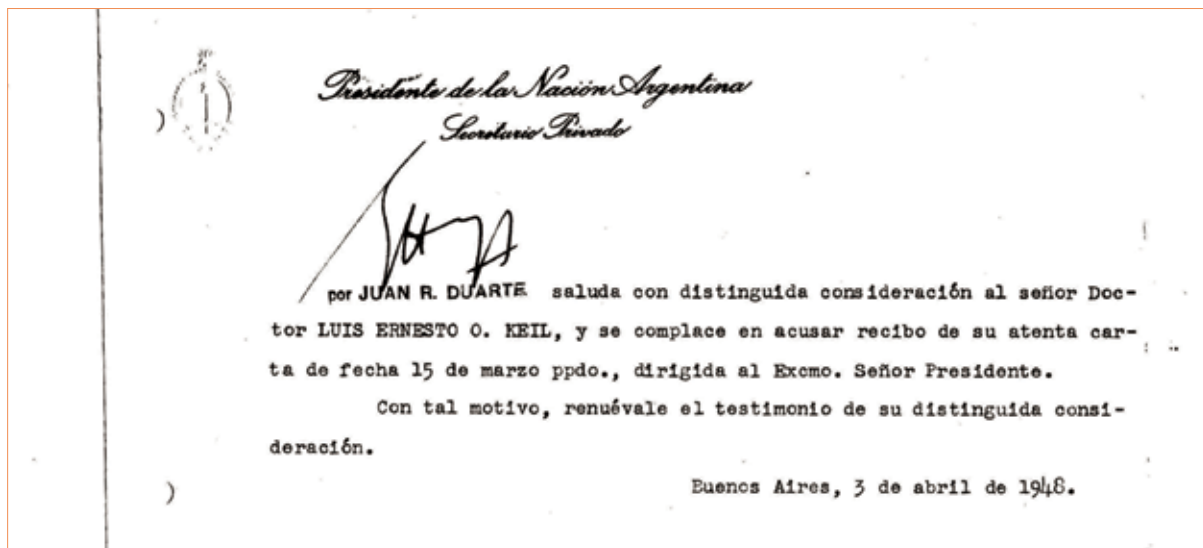 Presidente de la Nación Argentina
Secretario Privado
por JUAN R. DUARTE saluda con distinguida consideración al señor Doc-
tor LUIS ERNESTO O. KEIL, y se complace en acusar recibo de su atenta car-
ta de fecha 15 de marzo ppdo., dirigida al Excmo. Señor Presidente.
Con tal motivo, renuévale el testimonio de su distinguida consi-
deración.
Buenos Aires, 3 de abril de 1948.